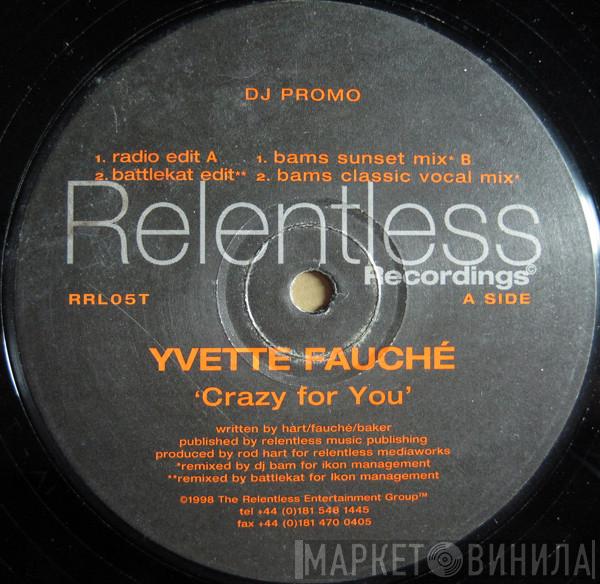 DJ PROMO
1. radio edit A 1. bams sunset mix* B
2. battlekat edit** 2. bams classic vocal mix*
Relentless
Recordings©
RRL05T A SIDE
YVETTE FAUCHÉ
‘Crazy for You’
written by hart/fauché/baker
published by relentless music publishing
produced by rod hart for relentless mediaworks
*remixed by dj bam for ikon management
**remixed by battlekat for Ikon management
©1998 The Relentless Entertainment Group™
tel +44 (0)181 548 1445
fax +44 (0)181 470 0405
МАРКЕТ ВИНИЛА